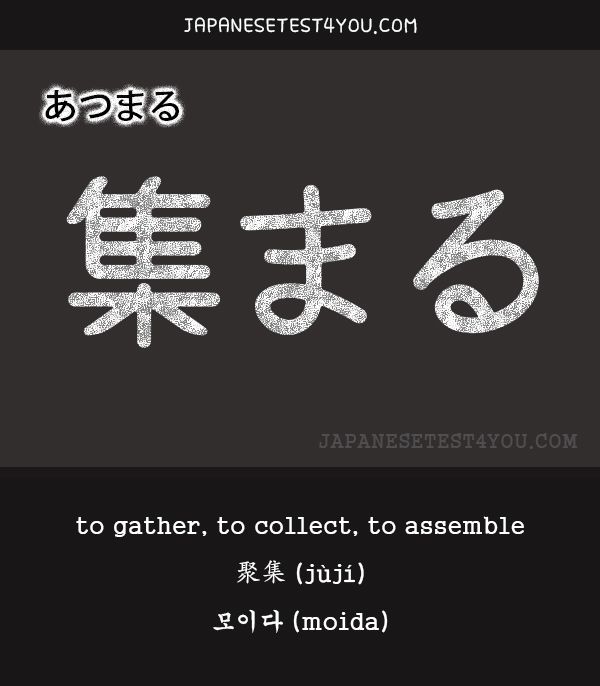 JAPANESETEST4YOU.COM
あつまる
集まる
JAPANESETEST4YOU.COM
to gather, to collect, to assemble
聚集 (jùjí)
모이다 (moida)